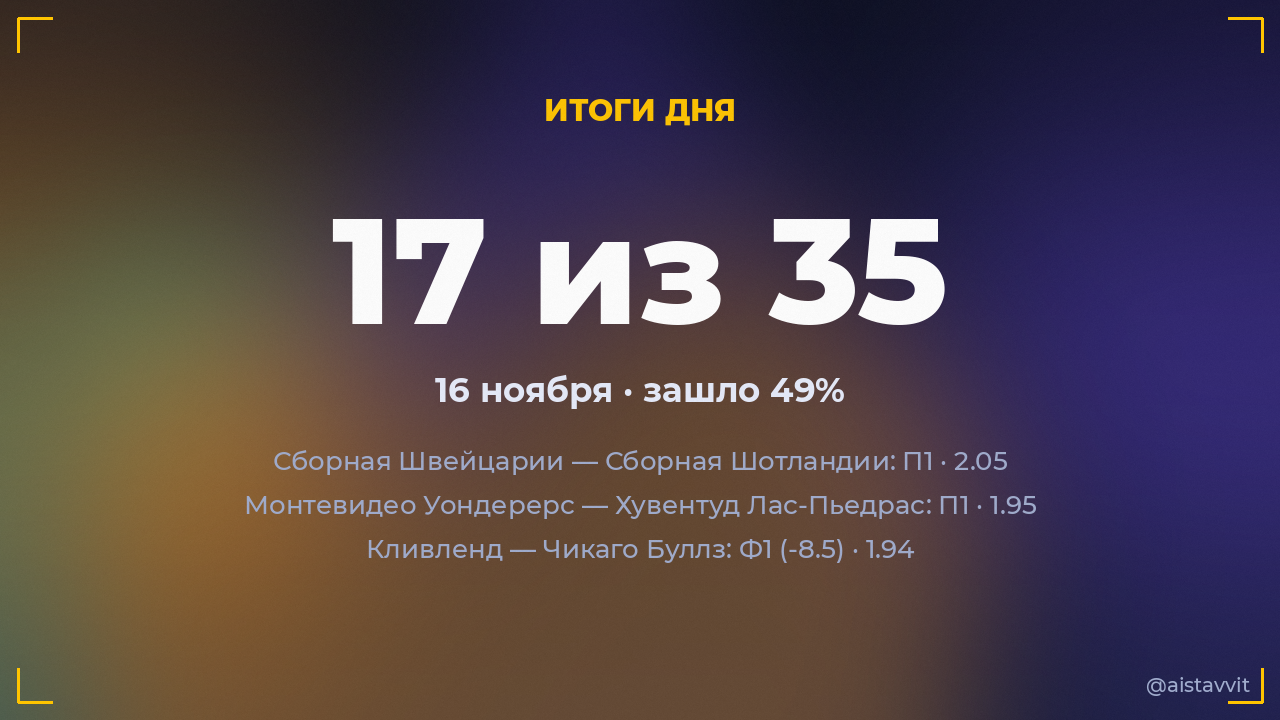 ИТОГИ ДНЯ
17 из 35
16 ноября · зашло 49%
Сборная Швейцарии — Сборная Шотландии: П1 · 2.05
Монтевидео Уондерерс — Хувентуд Лас-Пьедрас: П1 · 1.95
Кливленд — Чикаго Буллз: Ф1 (-8.5) · 1.94
@aistavvit